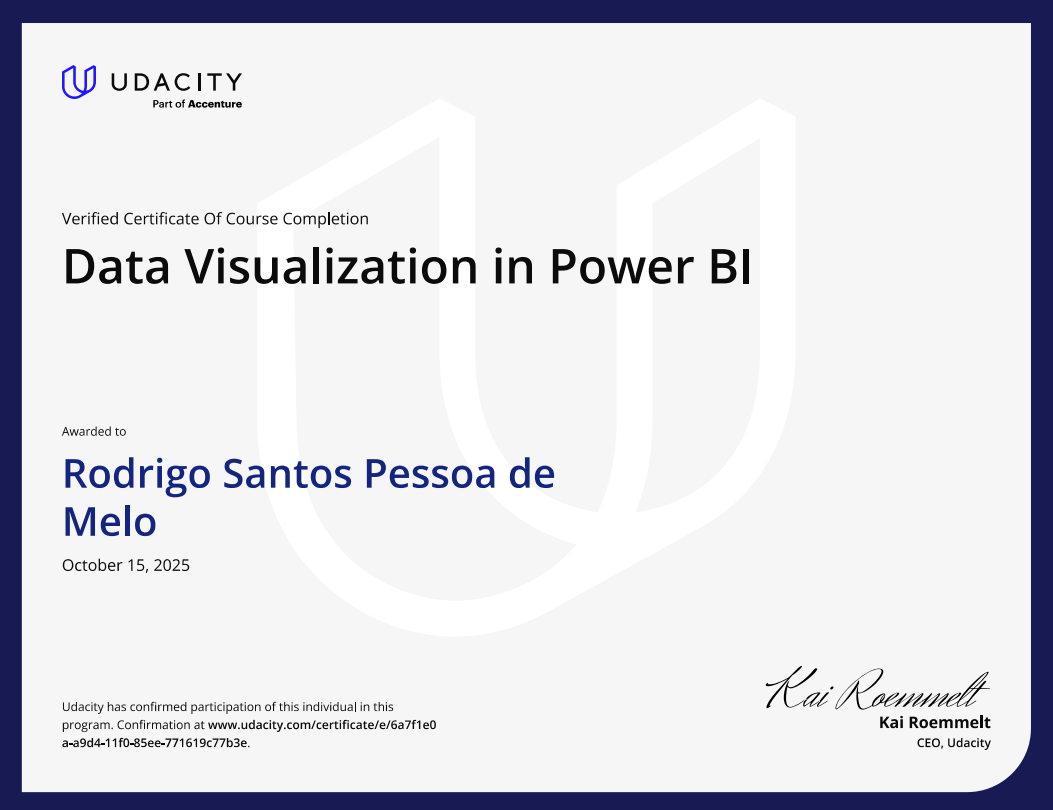 UDACITY
Part of Accenture
Verified Certificate Of Course Completion
Data Visualization in Power BI
Awarded to
Rodrigo Santos Pessoa de
Melo
October 15, 2025
Udacity has confirmed participation of this individual in this
program. Confirmation at www.udacity.com/certificate/e/6a7f1e0
a-a9d4-11f0-85ee-771619c77b3e.
Kai Roemmelt
Kai Roemmelt
CEO, Udacity